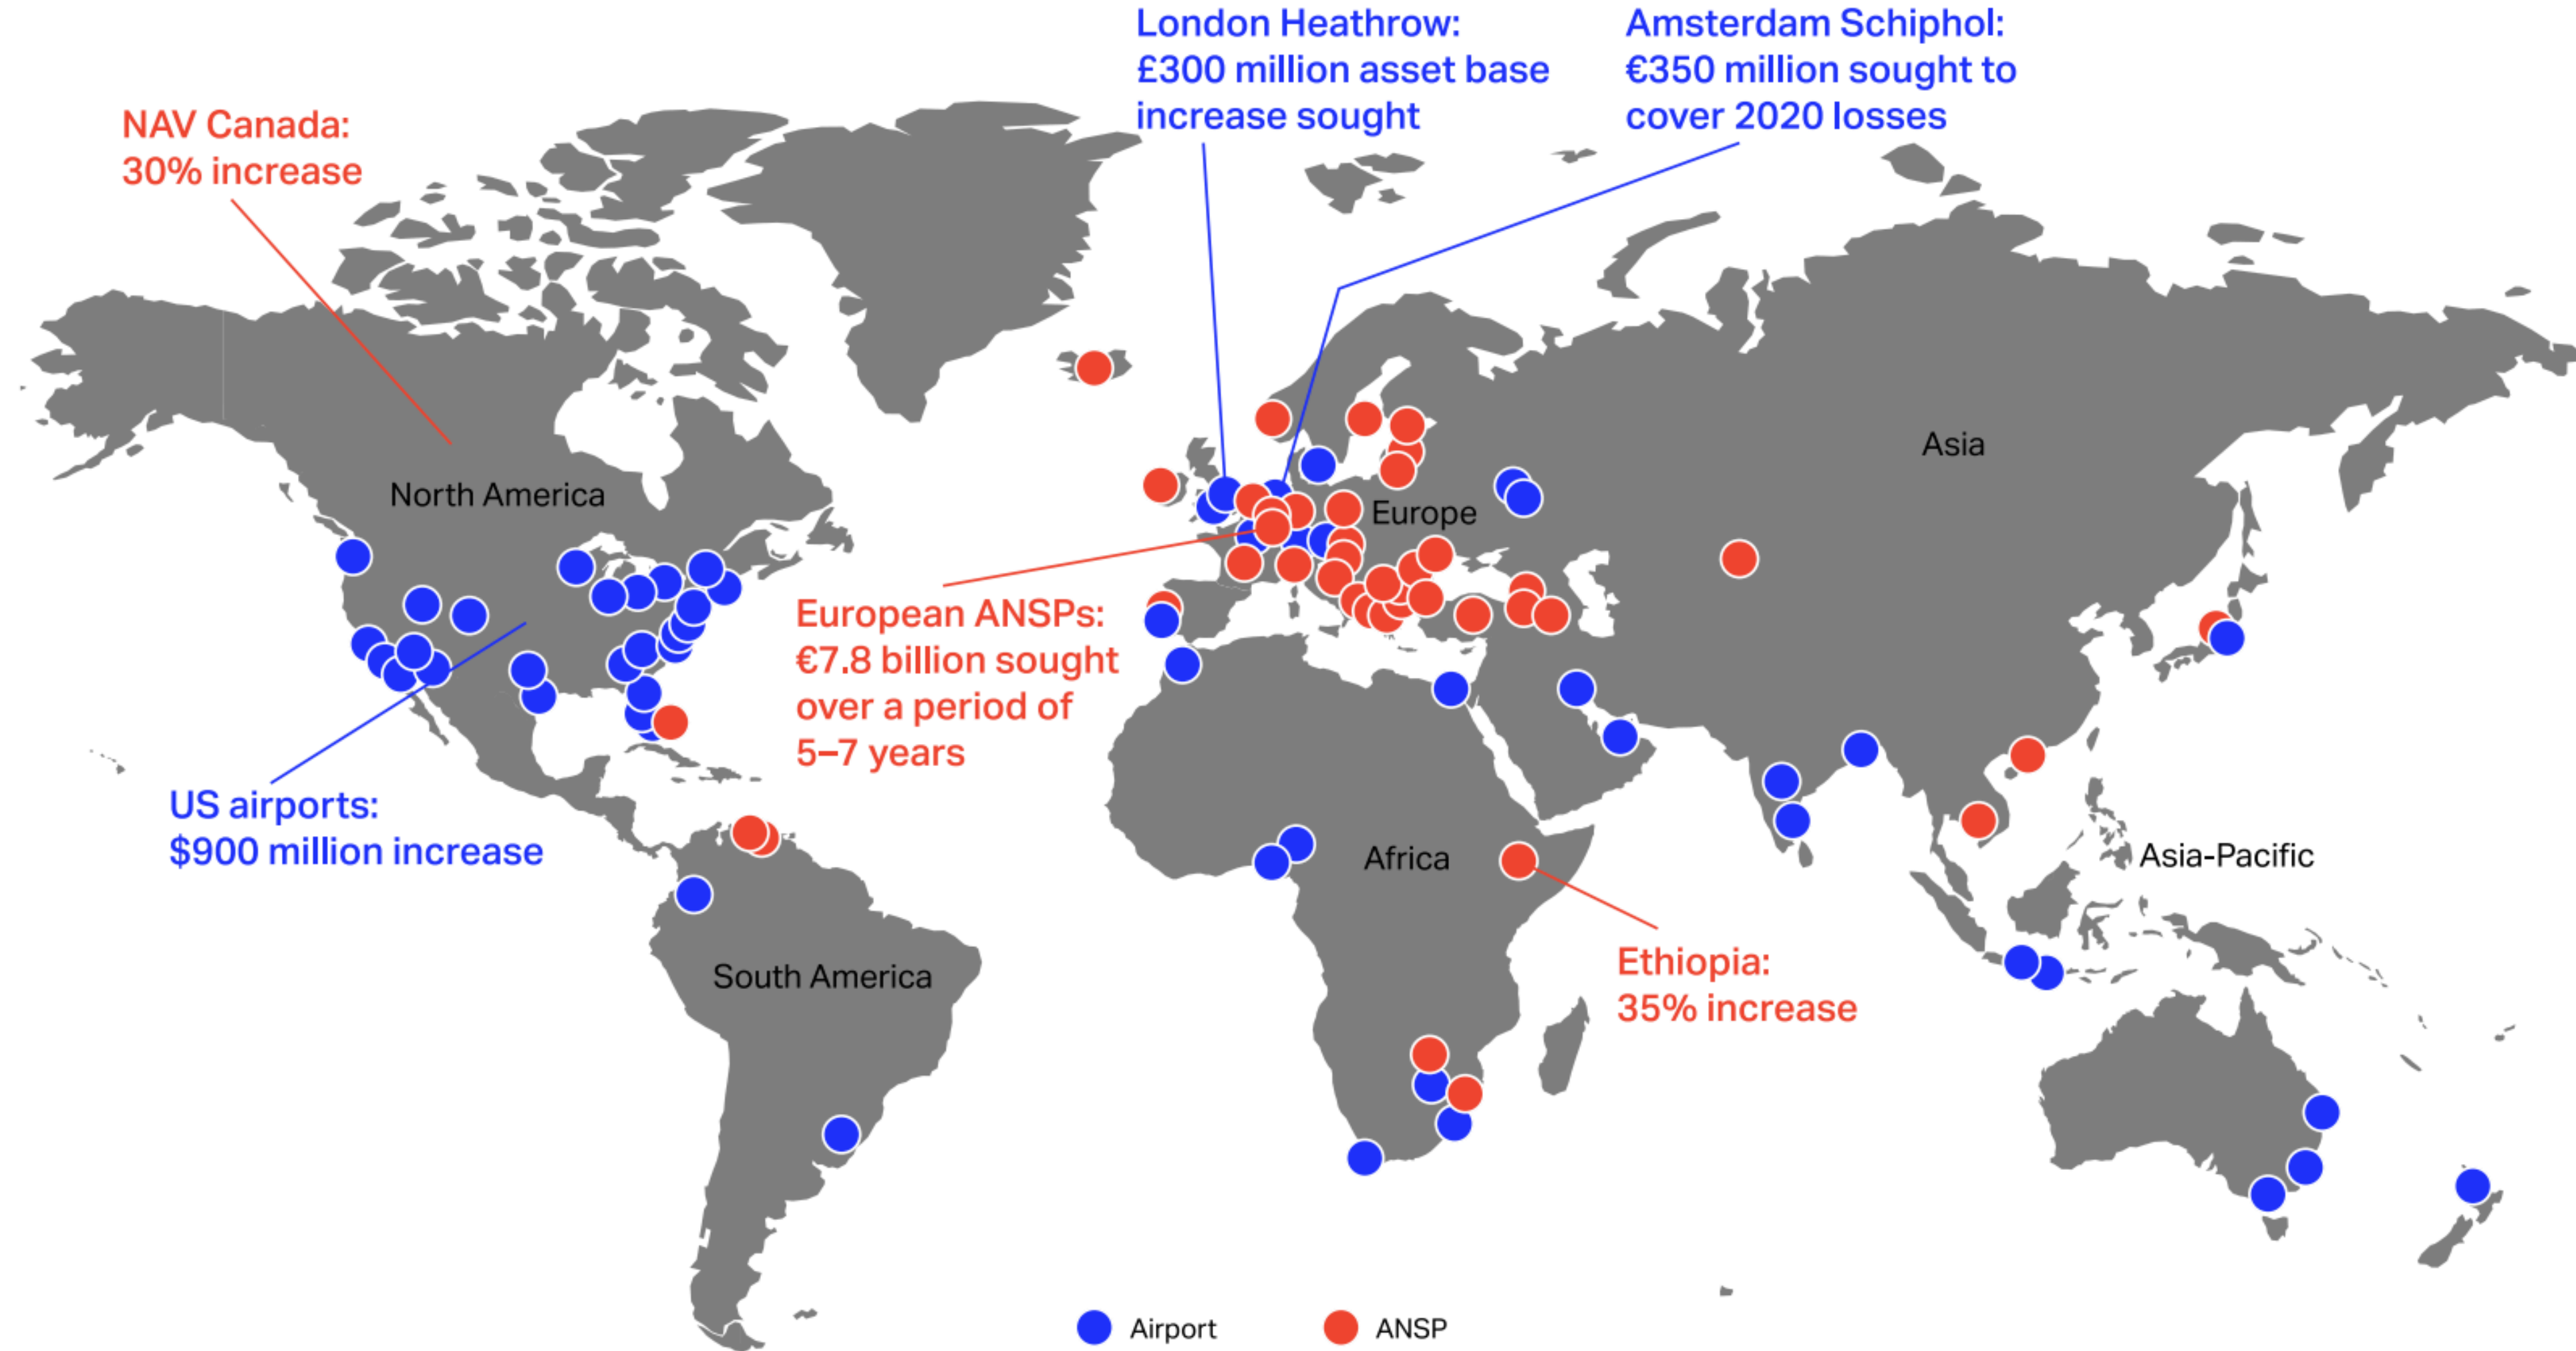 London Heathrow:
£300 million asset base
increase sought
Amsterdam Schiphol:
€350 million sought to
cover 2020 losses
NAV Canada:
30% increase
North America
Asia
Europe
European ANSPs:
€7.8 billion sought
over a period of
5–7 years
US airports:
$900 million increase
Africa
Asia-Pacific
South America
Ethiopia:
35% increase
Airport
ANSP